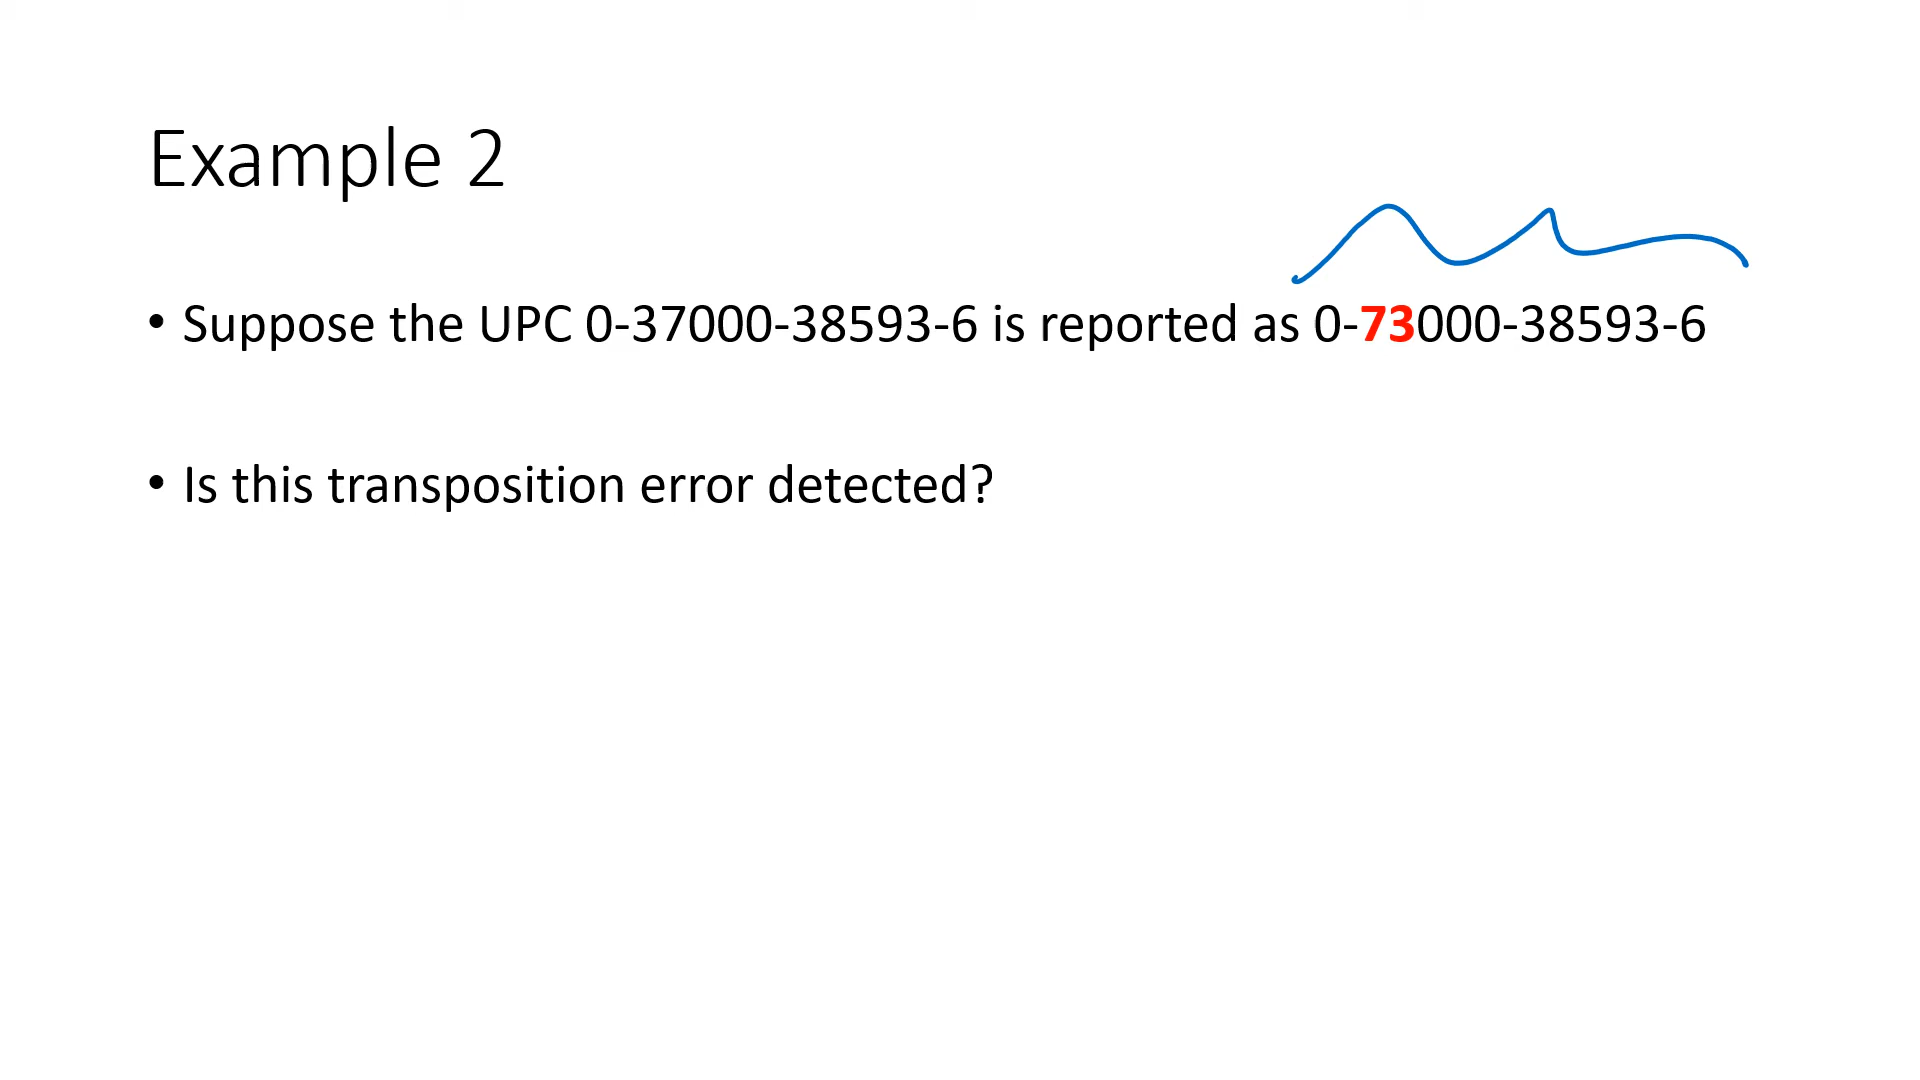 Example 2
• Suppose the UPC 0-37000-38593-6 is reported as 0-73000-38593-6
• Is this transposition error detected?